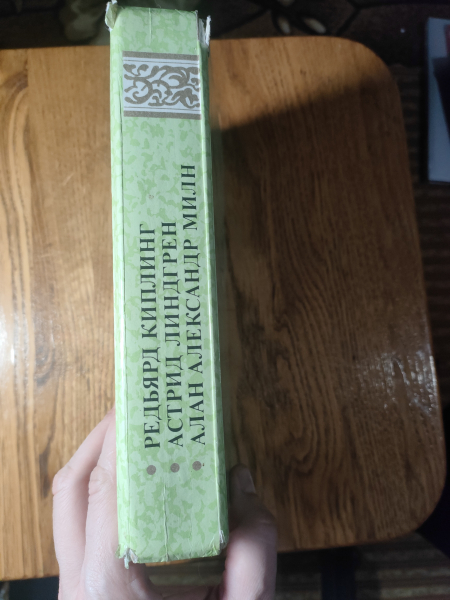 РЕДЬЯРД КИПЛИНГ
АСТРИД ЛИНДГРЕН
АЛАН АЛЕКСАНДР МИЛН